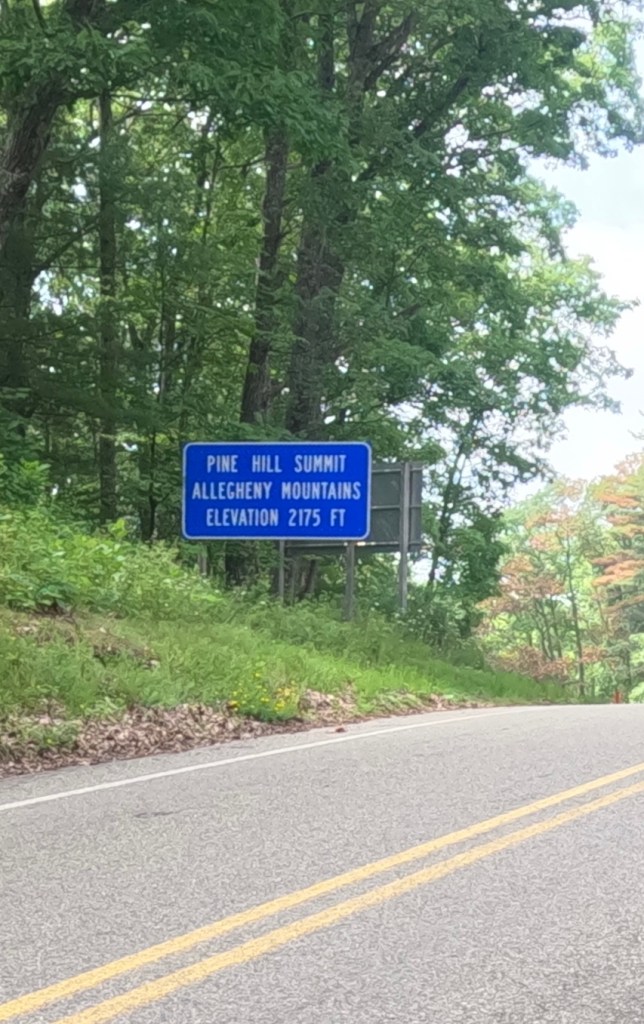 PINE HILL SUMMIT
ALLEGHENY MOUNTAINS
ELEVATION 2175 FT